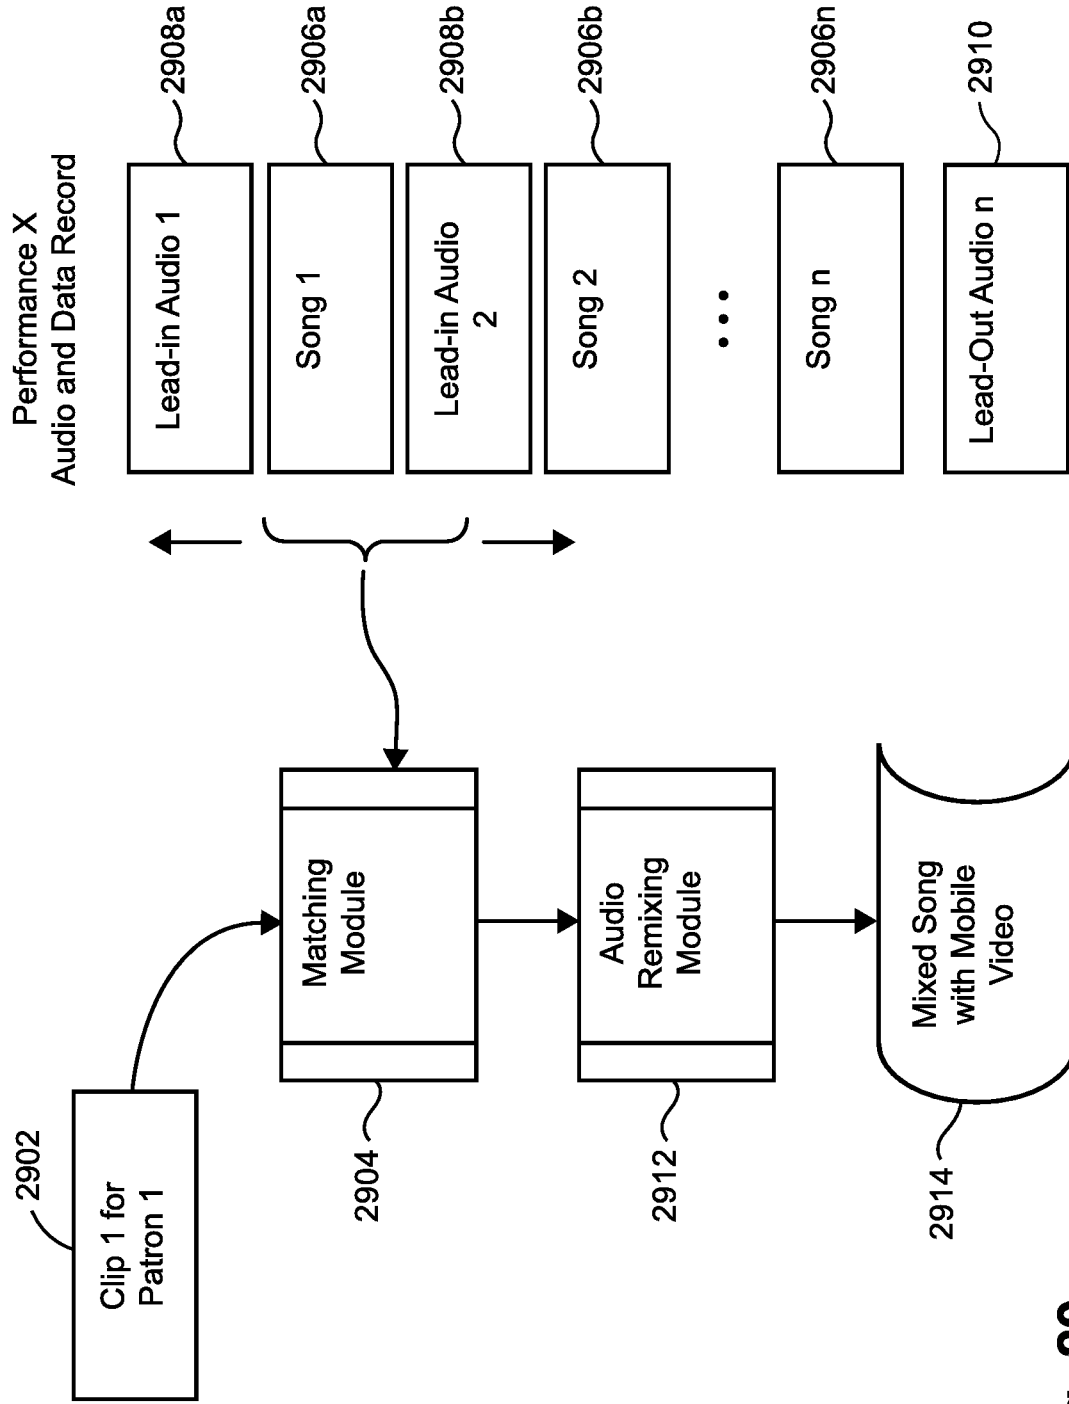 Performance X
Audio and Data Record
Lead-in Audio 1
2908a
Song 1
2906a
Lead-in Audio
2
2908b
Song 2
2906b
Song n
2906n
Lead-Out Audio n
2910
2902
Clip 1 for
Patron 1
Matching
Module
2904
Audio
Remixing
Module
2912
Mixed Song
with Mobile
Video
2914